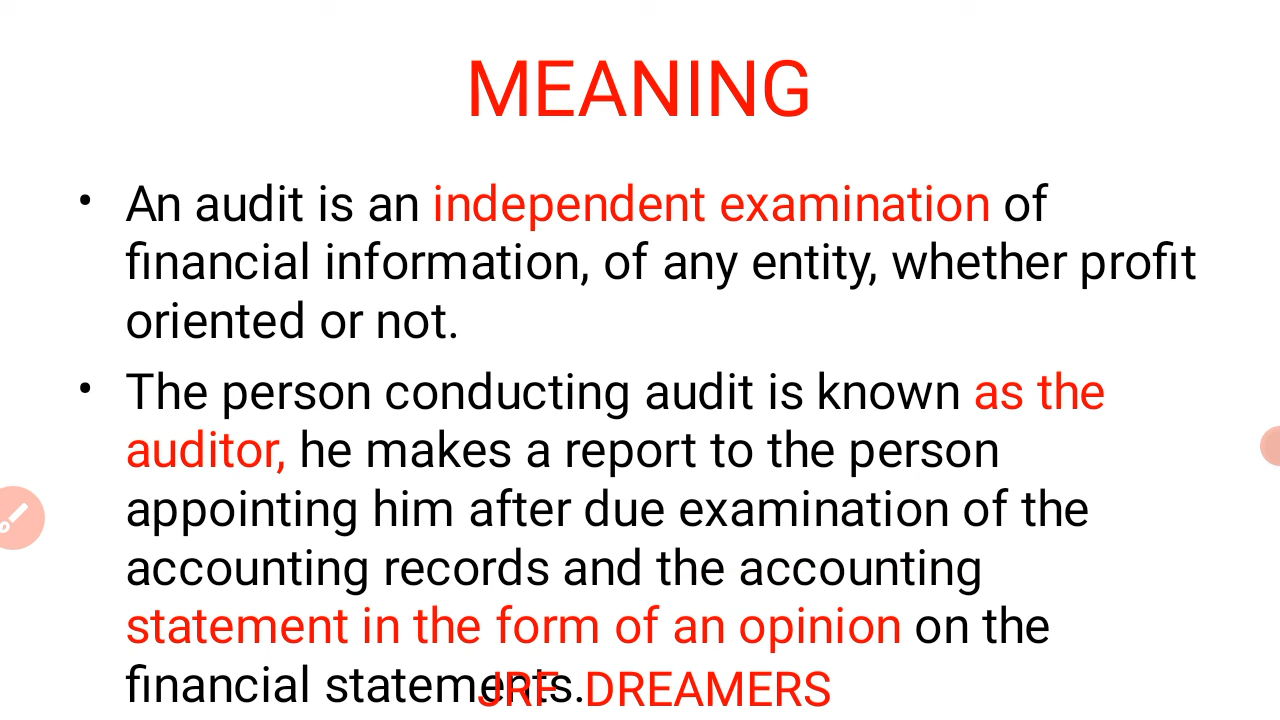 MEANING
• An audit is an independent examination of
financial information, of any entity, whether profit
oriented or not.
• The person conducting audit is known as the
auditor, he makes a report to the person
appointing him after due examination of the
accounting records and the accounting
statement in the form of an opinion on the
financial statements.
JRF DREAMERS